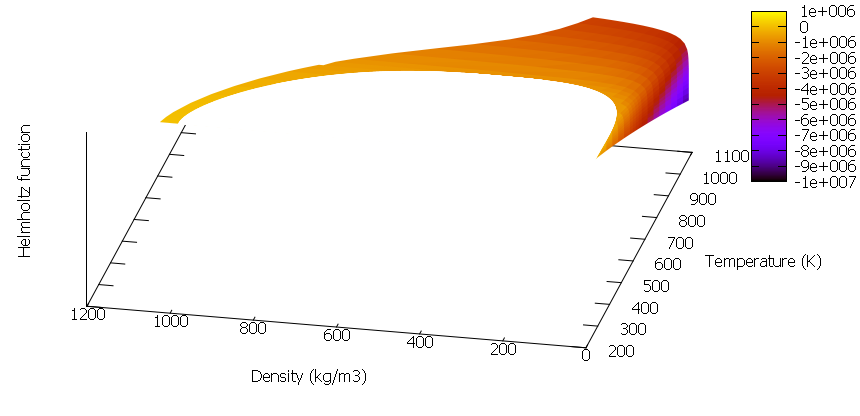 1e+006
0
-1e+006
-2e+006
-3e+006
-4e+006
-5e+006
-6e+006
-7e+006
-8e+006
-9e+006
-1e+007
Helmholtz function
1100
1000
900
800
700
600
500
400
300
200
Temperature (K)
1200
1000
800
600
400
200
0
Density (kg/m3)